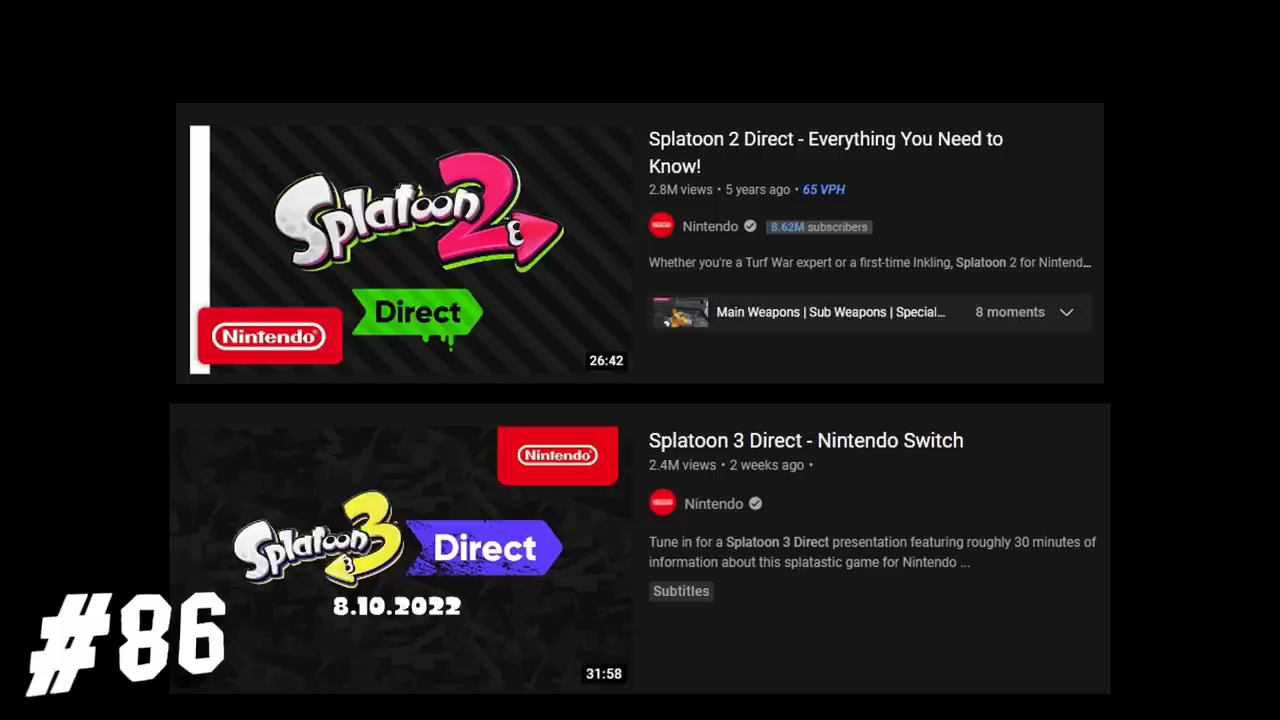 Splatoon 2
Direct
Nintendo
26:42
Splatoon 2 Direct - Everything You Need to
Know!
2.8M views • 5 years ago • 65 VPH
Nintendo
Nintendo 8.62M subscribers
Whether you're a Turf War expert or a first-time Inkling, Splatoon 2 for Nintend...
Main Weapons | Sub Weapons | Special... 8 moments
Nintendo
Splatoon 3 Direct
8.10.2022
31:58
Splatoon 3 Direct - Nintendo Switch
2.4M views • 2 weeks ago •
Nintendo
Nintendo
Tune in for a Splatoon 3 Direct presentation featuring roughly 30 minutes of
information about this splatastic game for Nintendo ...
Subtitles
#86